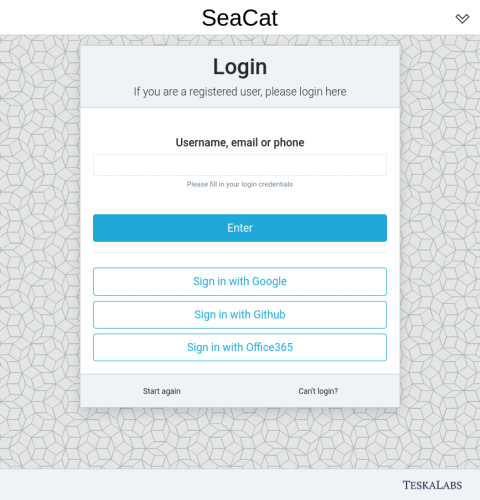 SeaCat
Login
If you are a registered user, please login here
Username, email or phone
Please fill in your login credentials
Enter
Sign in with Google
Sign in with Github
Sign in with Office365
Start again
Can't login?
TESKALABS